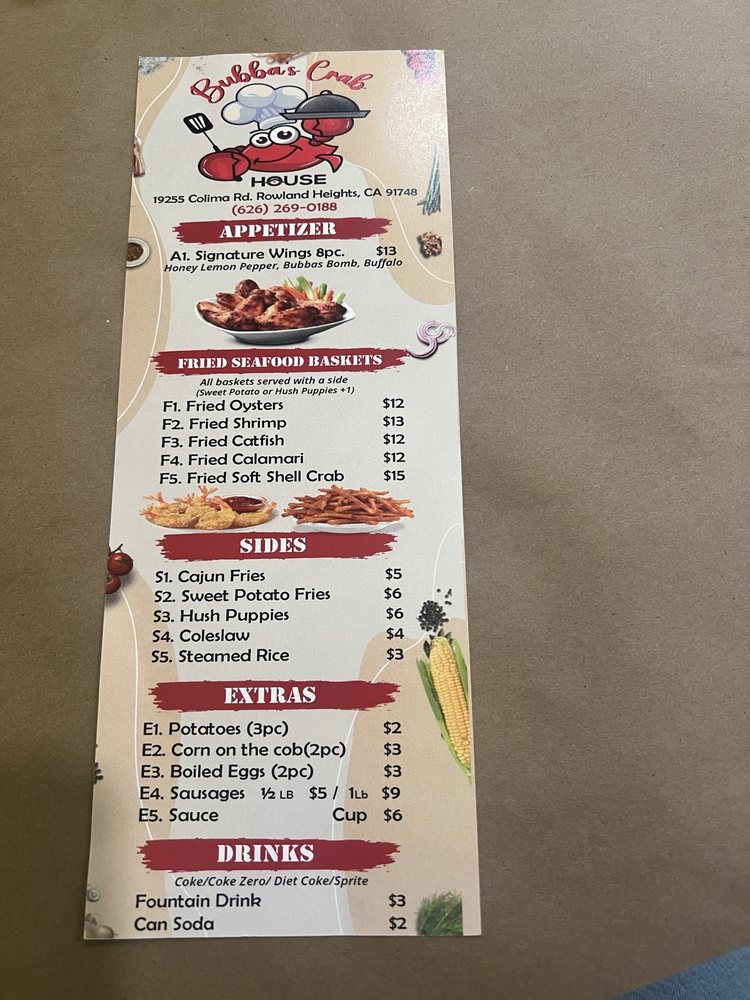 Bubba's Crab
HOUSE
19255 Colima Rd. Rowland Heights, CA 91748
(626) 269-0188
APPETIZER
A1. Signature Wings 8pc. $13
Honey Lemon Pepper, Bubbas Bomb, Buffalo
FRIED SEAFOOD BASKETS
All baskets served with a side
(Sweet Potato or Hush Puppies +1)
F1. Fried Oysters $12
F2. Fried Shrimp $13
F3. Fried Catfish $12
F4. Fried Calamari $12
F5. Fried Soft Shell Crab $15
SIDES
S1. Cajun Fries $5
S2. Sweet Potato Fries $6
S3. Hush Puppies $6
S4. Coleslaw $4
S5. Steamed Rice $3
EXTRAS
E1. Potatoes (3pc) $2
E2. Corn on the cob(2pc) $3
E3. Boiled Eggs (2pc) $3
E4. Sausages ½ LB $5 / 1Lb $9
E5. Sauce Cup $6
DRINKS
Coke/Coke Zero/ Diet Coke/Sprite
Fountain Drink $3
Can Soda $2